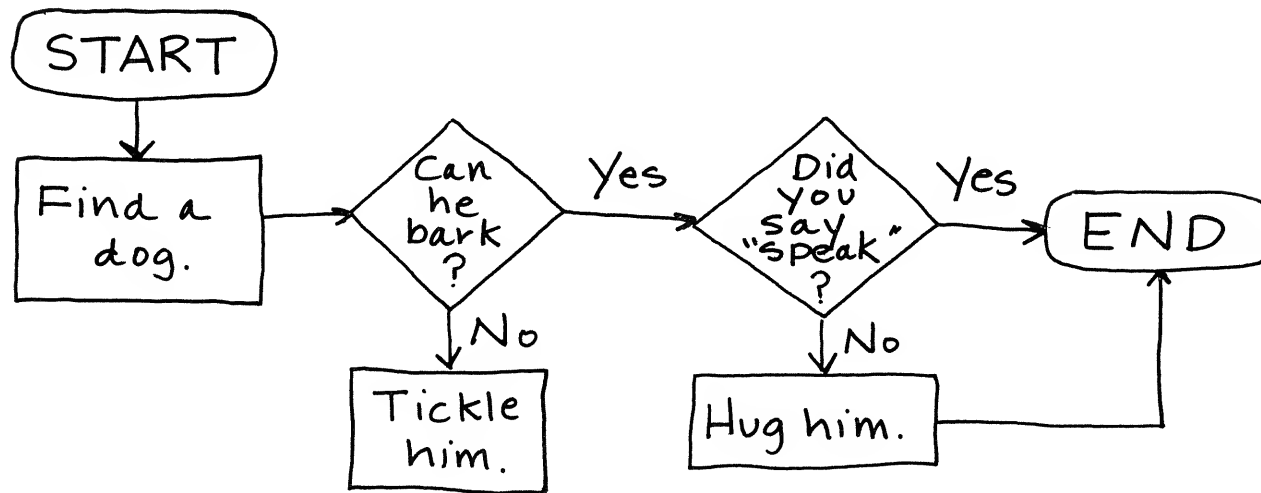 START
Find a
dog.
Can
he
bark
?
Yes
No
Tickle
him.
Did
you
say
"speak"
?
Yes
No
Hug him.
END